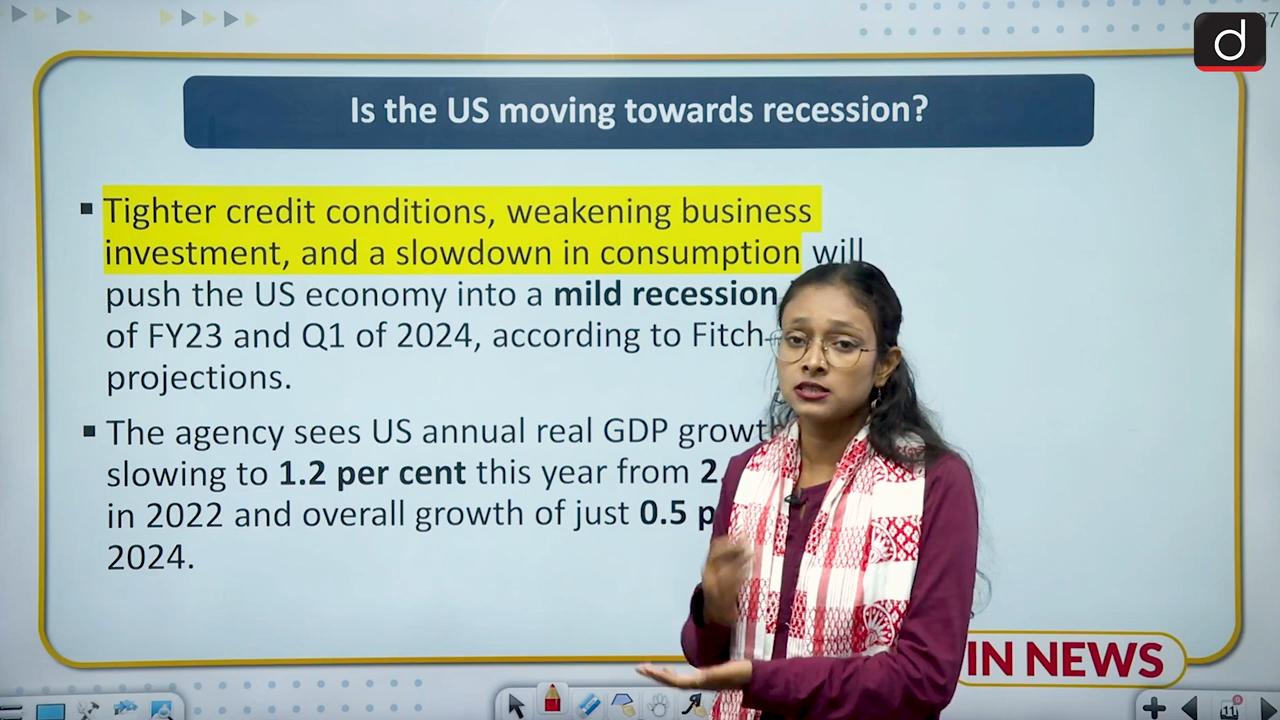 d
37
Is the US moving towards recession?
▪ Tighter credit conditions, weakening business
investment, and a slowdown in consumption will
push the US economy into a mild recession
of FY23 and Q1 of 2024, according to Fitch
projections.
▪ The agency sees US annual real GDP growth
slowing to 1.2 per cent this year from 2.
in 2022 and overall growth of just 0.5 p
2024.
IN NEWS
11